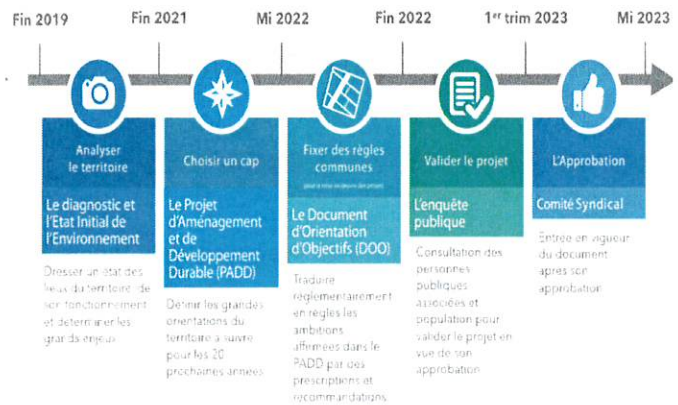 Fin 2019
Fin 2021
Mi 2022
Fin 2022
1er trim 2023
Mi 2023
Analyser
le territoire
Le diagnostic et
l'Etat Initial de
l'Environnement
Dresser un état des
lieux du territoire, de
son fonctionnement
et déterminer les
grands enjeux
Choisir un cap
Le Projet
d'Aménagement
et de
Développement
Durable (PADD)
Définir les grandes
orientations du
territoire à suivre
pour les 20
prochaines années
Fixer des règles
communes
Le Document
d'Orientation
d'Objectifs (DOO)
Traduire
réglementairement
en règles les
ambitions
affirmées dans le
PADD par des
prescriptions et
recommandations
Valider le projet
L'enquête
publique
Consultation des
personnes
publiques
associées et
population pour
valider le projet en
vue de son
approbation
L'Approbation
Comité Syndical
Entrée en vigueur
du document
après son
approbation